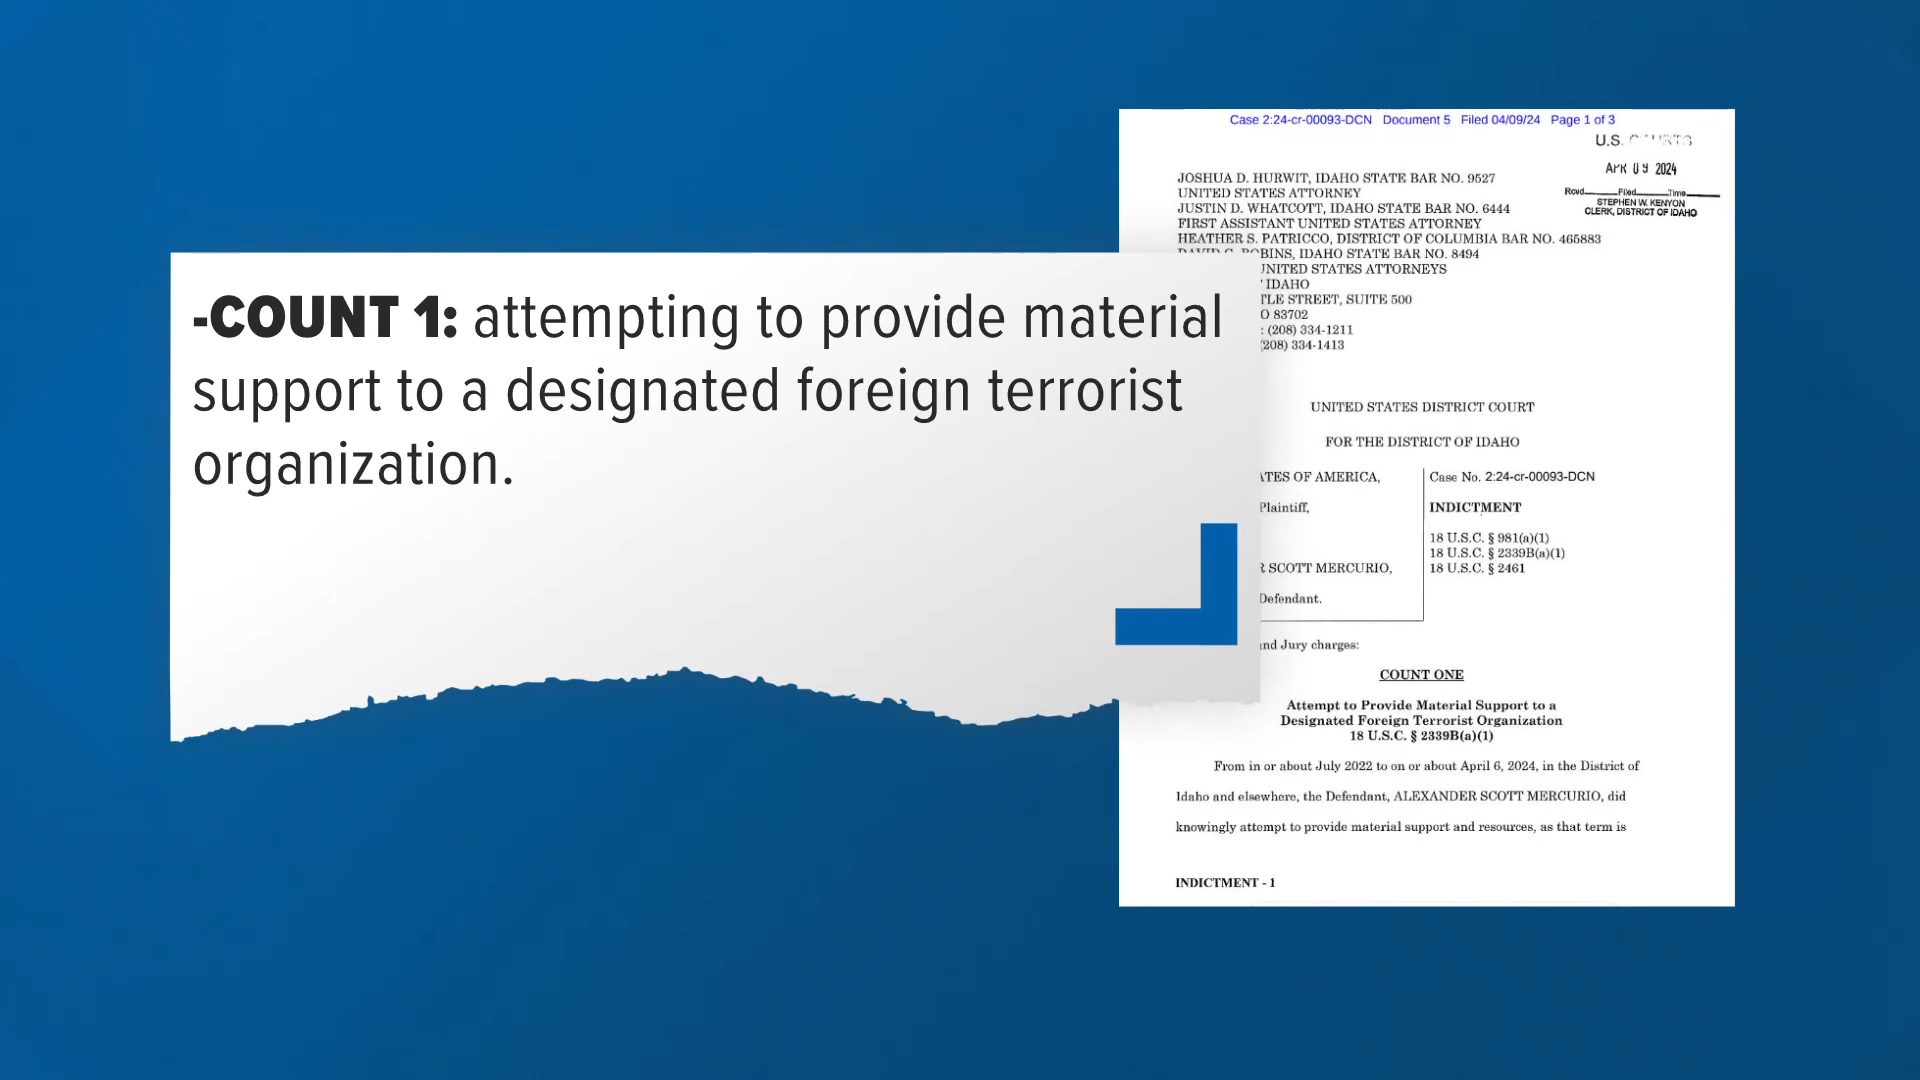 -COUNT 1: attempting to provide material
support to a designated foreign terrorist
organization.
Case 2:24-cr-00093-DCN Document 5 Filed 04/09/24 Page 1 of 3
U.S. COURTS
APR 09 2024
Rcvd Filed Time
STEPHEN W. KENYON
CLERK, DISTRICT OF IDAHO
JOSHUA D. HURWIT, IDAHO STATE BAR NO. 9527
UNITED STATES ATTORNEY
JUSTIN D. WHATCOTT, IDAHO STATE BAR NO. 6444
FIRST ASSISTANT UNITED STATES ATTORNEY
HEATHER S. PATRICCO, DISTRICT OF COLUMBIA BAR NO. 465883
BINS, IDAHO STATE BAR NO. 8494
UNITED STATES ATTORNEYS
IDAHO
TLE STREET, SUITE 500
O 83702
: (208) 334-1211
(208) 334-1413
UNITED STATES DISTRICT COURT
FOR THE DISTRICT OF IDAHO
ATES OF AMERICA,
Plaintiff,
R SCOTT MERCURIO,
Defendant.
Case No. 2:24-cr-00093-DCN
INDICTMENT
18 U.S.C. § 981(a)(1)
18 U.S.C. § 2339B(a)(1)
18 U.S.C. § 2461
and Jury charges:
COUNT ONE
Attempt to Provide Material Support to a
Designated Foreign Terrorist Organization
18 U.S.C. § 2339B(a)(1)
From in or about July 2022 to on or about April 6, 2024, in the District of
Idaho and elsewhere, the Defendant, ALEXANDER SCOTT MERCURIO, did
knowingly attempt to provide material support and resources, as that term is
INDICTMENT - 1